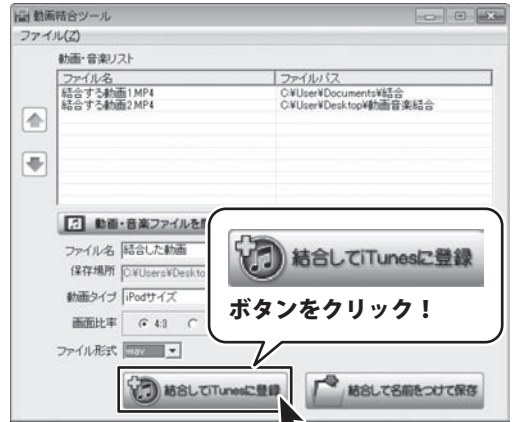 動画結合ツール
ファイル(Z)
動画・音楽リスト
ファイル名 ファイルパス
結合する動画1.MP4 C:¥User¥Documents¥結合
結合する動画2.MP4 C:¥User¥Desktop¥動画音楽結合
動画・音楽ファイルを
ファイル名 結合した動画
保存場所 C:¥Users¥Deskto
動画タイプ iPodサイズ
画面比率 4:3
ファイル形式 wav
結合してiTunesに登録
ボタンをクリック！
結合してiTunesに登録
結合して名前をつけて保存